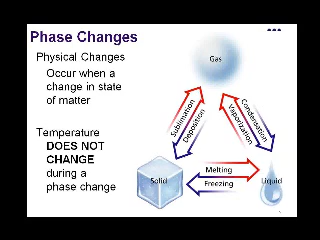 Phase Changes
Physical Changes
Occur when a
change in state
of matter
Temperature
DOES NOT
CHANGE
during a
phase change
Gas
Sublimation
Deposition
Condensation
Vaporization
Solid
Melting
Freezing
Liquid